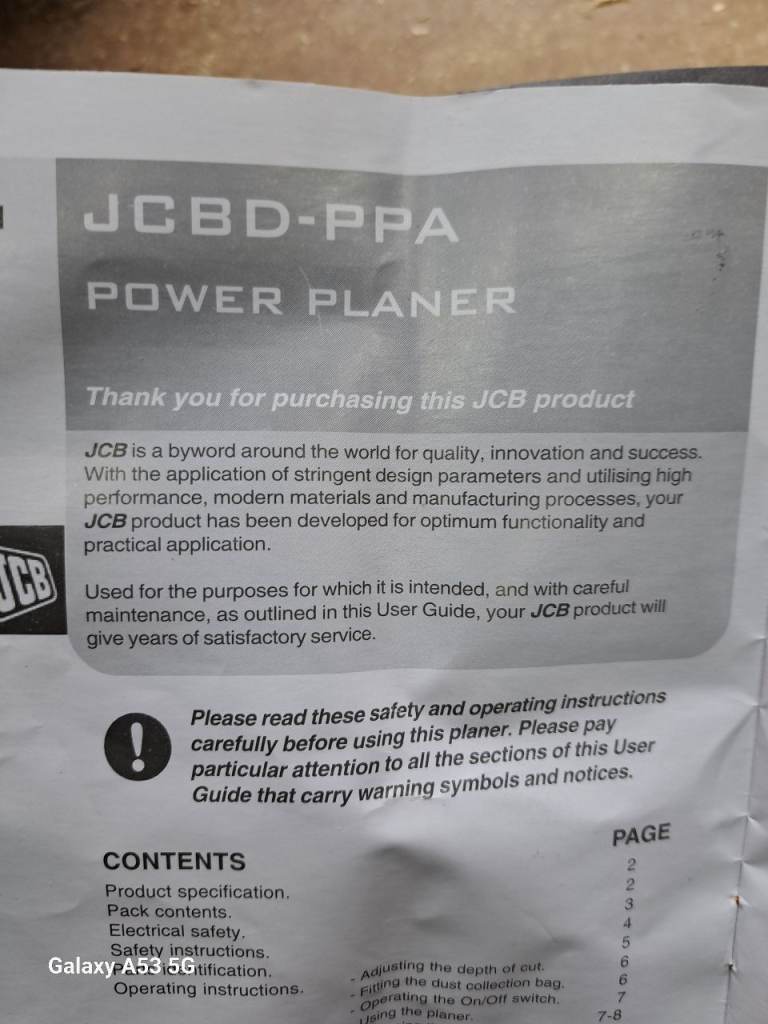 JCBD-PPA
POWER PLANER
Thank you for purchasing this JCB product
JCB is a byword around the world for quality, innovation and success.
With the application of stringent design parameters and utilising high
performance, modern materials and manufacturing processes, your
JCB product has been developed for optimum functionality and
practical application.
Used for the purposes for which it is intended, and with careful
maintenance, as outlined in this User Guide, your JCB product will
give years of satisfactory service.
JCB
!
Please read these safety and operating instructions
carefully before using this planer. Please pay
particular attention to all the sections of this User
Guide that carry warning symbols and notices.
CONTENTS PAGE
Product specification. 2
Pack contents. 2
Electrical safety. 3
Safety instructions. 4
Parts identification. 5
Operating instructions. - Adjusting the depth of cut. 6
- Fitting the dust collection bag. 6
- Operating the On/Off switch. 7
Using the planer. 7-8
Galaxy A53 5G